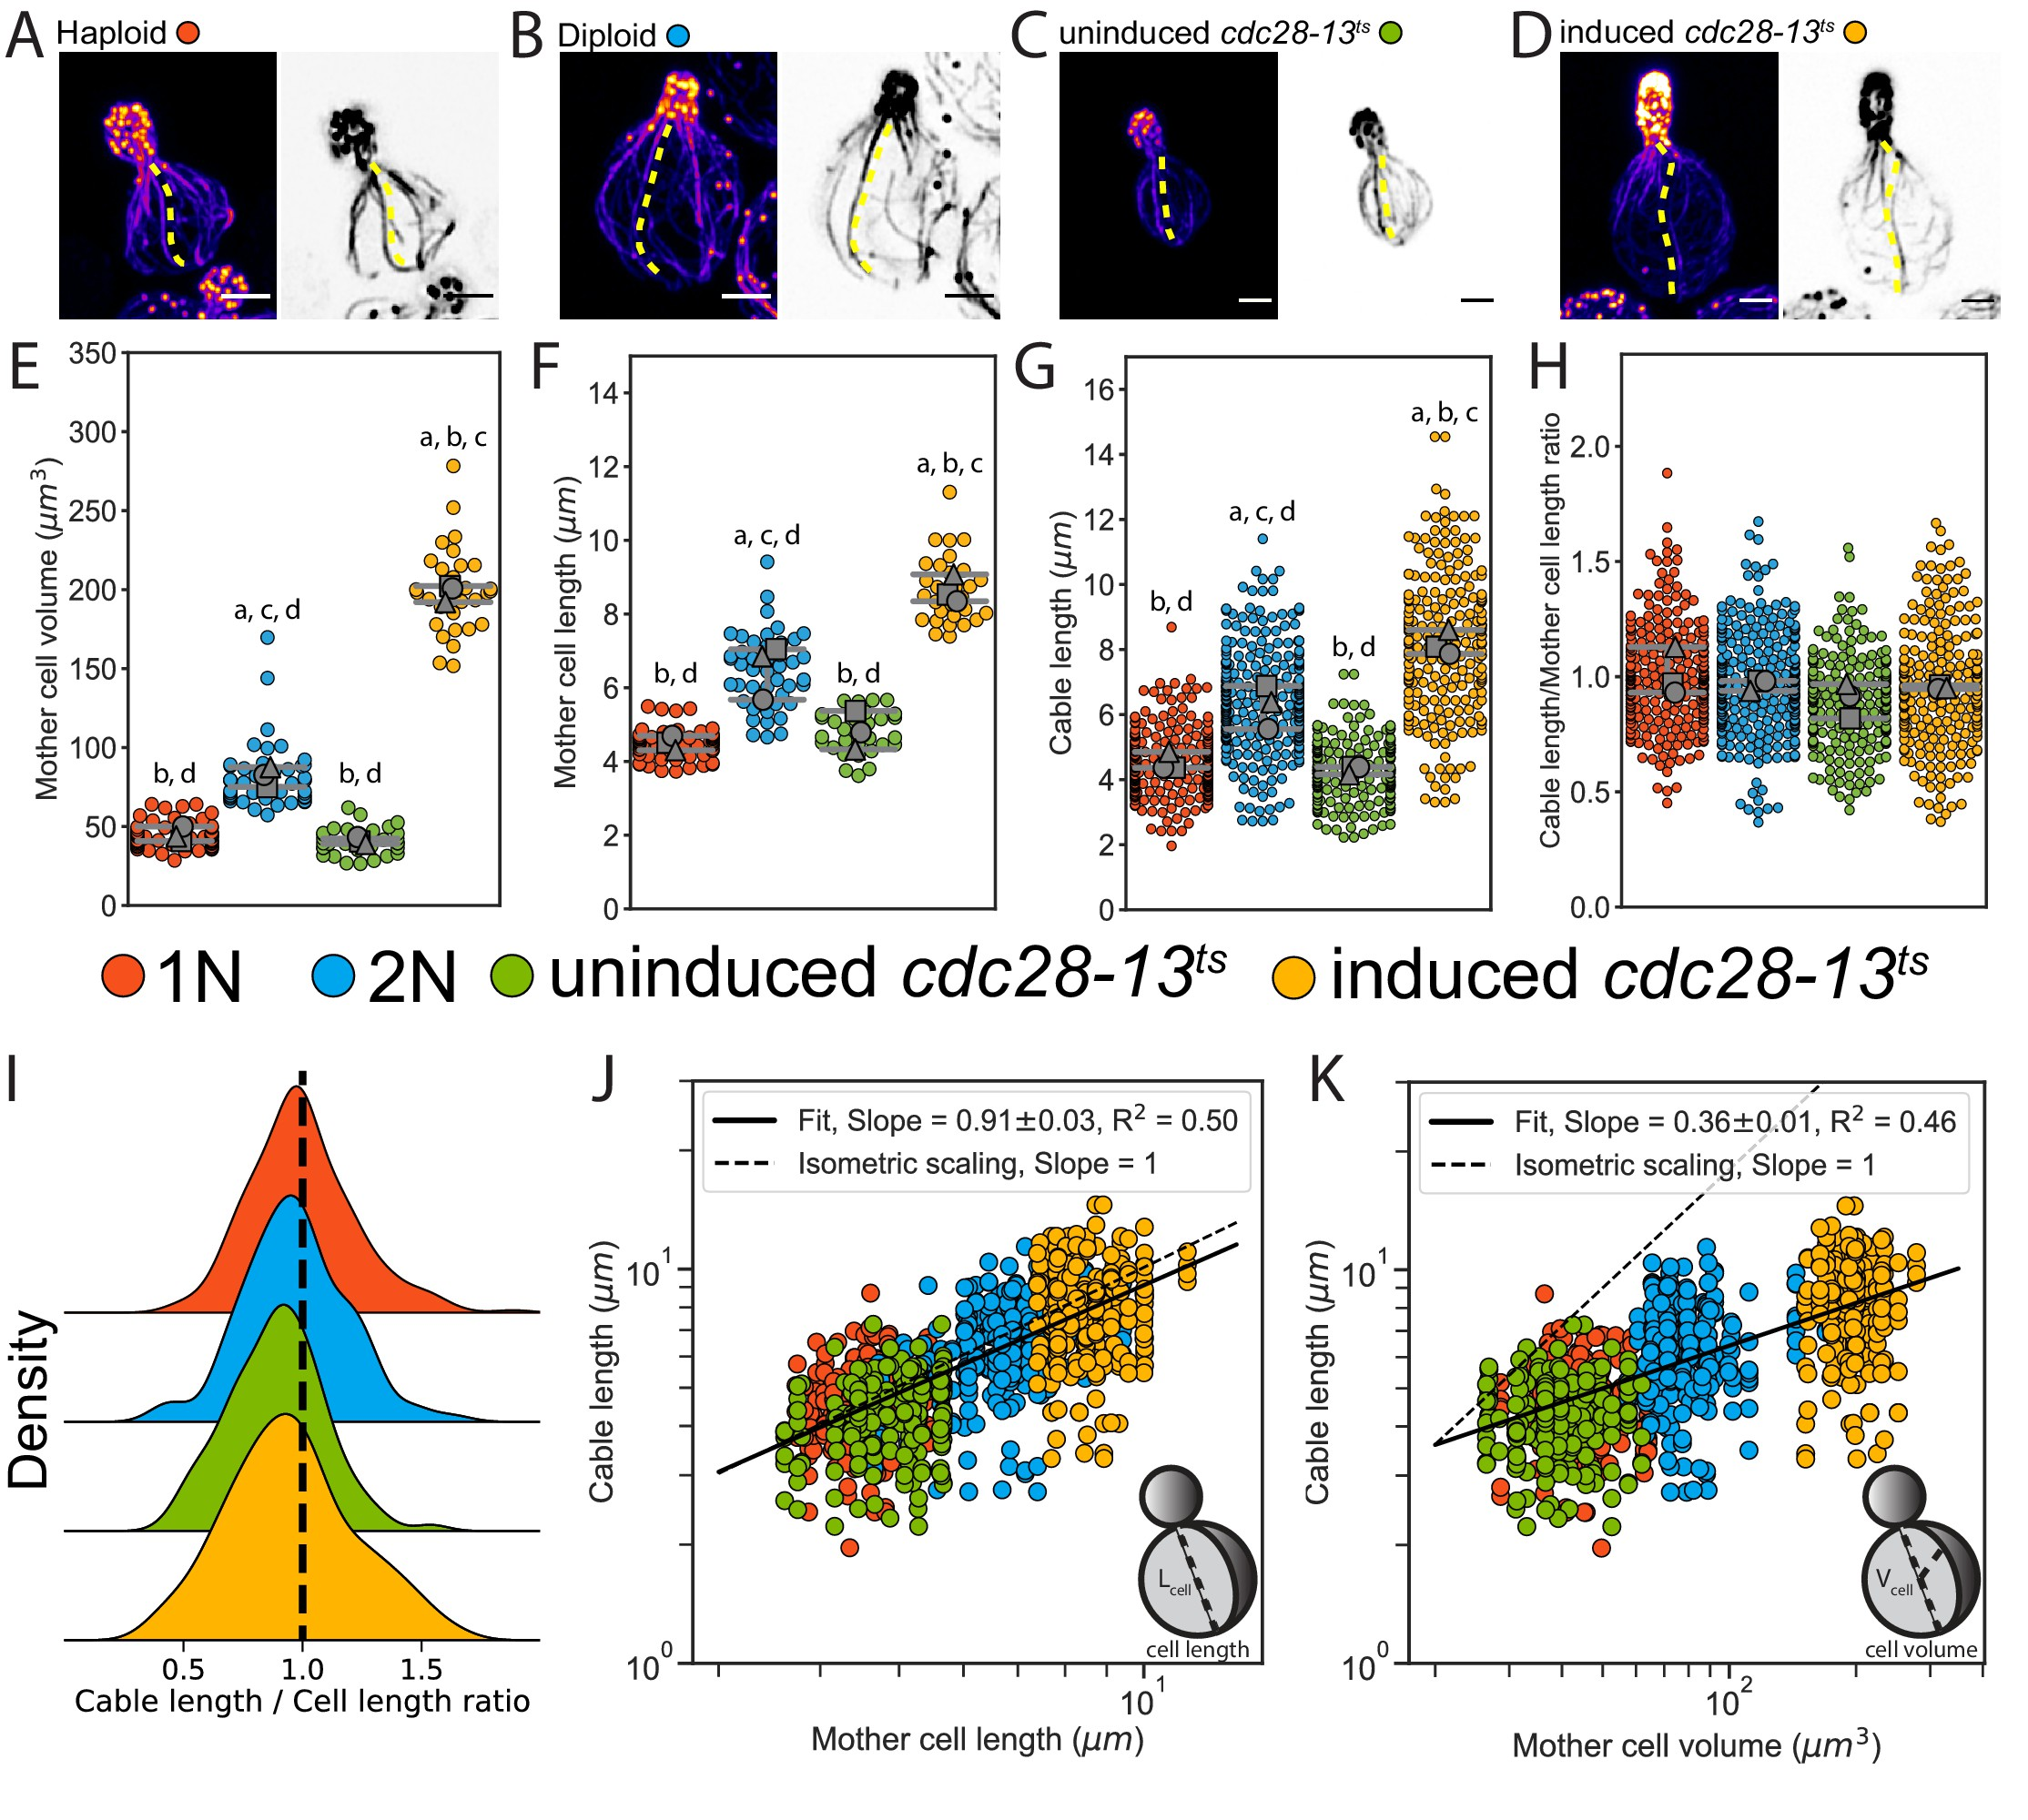 A Haploid
B Diploid
C uninduced cdc28-13ts
D induced cdc28-13ts
E
Mother cell volume (μm3)
350
300
250
200
150
100
50
0
b, d
a, c, d
b, d
a, b, c
F
Mother cell length (μm)
14
12
10
8
6
4
2
0
b, d
a, c, d
b, d
a, b, c
G
Cable length (μm)
16
14
12
10
8
6
4
2
0
b, d
a, c, d
b, d
a, b, c
H
Cable length/Mother cell length ratio
2.0
1.5
1.0
0.5
0.0
1N 2N uninduced cdc28-13ts induced cdc28-13ts
I
Density
0.5 1.0 1.5
Cable length / Cell length ratio
J
Fit, Slope = 0.91±0.03, R2 = 0.50
Isometric scaling, Slope = 1
Cable length (μm)
101
100
Lcell
cell length
101
Mother cell length (μm)
K
Fit, Slope = 0.36±0.01, R2 = 0.46
Isometric scaling, Slope = 1
Cable length (μm)
101
100
Vcell
cell volume
102
Mother cell volume (μm3)